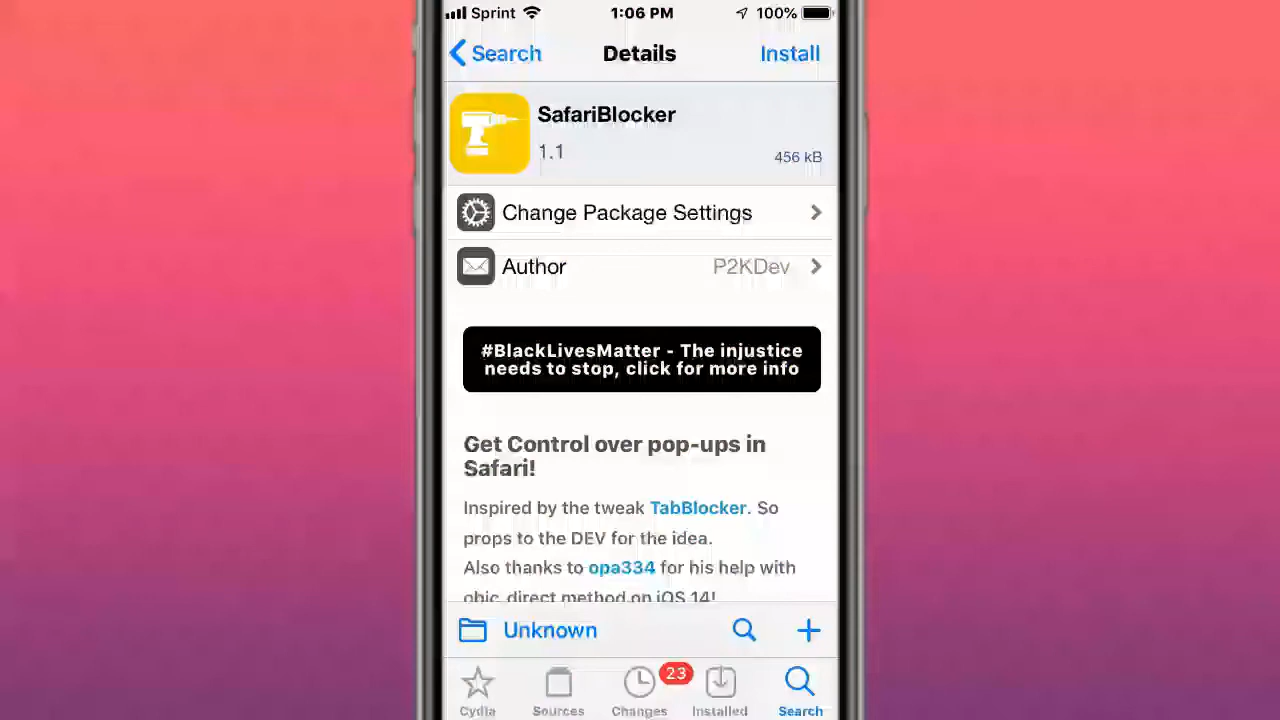 Sprint 1:06 PM 100%
Search Details Install
SafariBlocker
1.1
456 kB
Change Package Settings
Author P2KDev
#BlackLivesMatter - The injustice
needs to stop, click for more info
Get Control over pop-ups in
Safari!
Inspired by the tweak TabBlocker. So
props to the DEV for the idea.
Also thanks to opa334 for his help with
objc_direct method on iOS 14!
Unknown
23
Cydia Sources Changes Installed Search